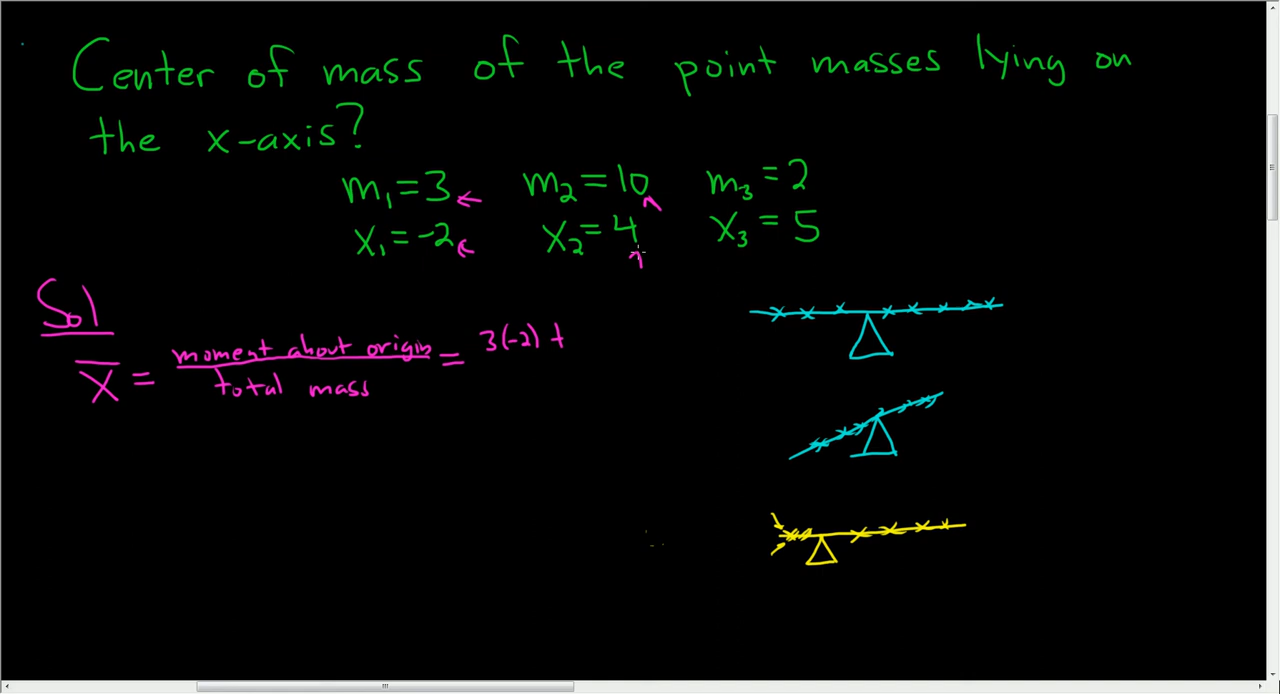 Center of mass of the point masses lying on
the x-axis?
m₁ = 3 m₂ = 10 m₃ = 2
x₁ = -2 x₂ = 4 x₃ = 5
Sol
x̄ = moment about origin / total mass = 3(-2) +